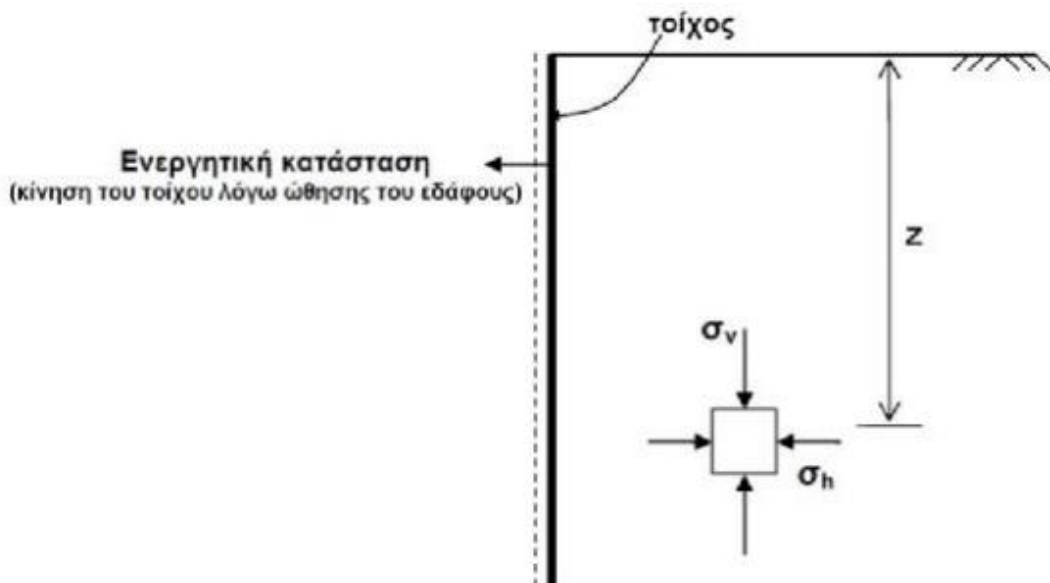 τοίχος
Ενεργητική κατάσταση
(κίνηση του τοίχου λόγω ώθησης του εδάφους)
z
σv
σh